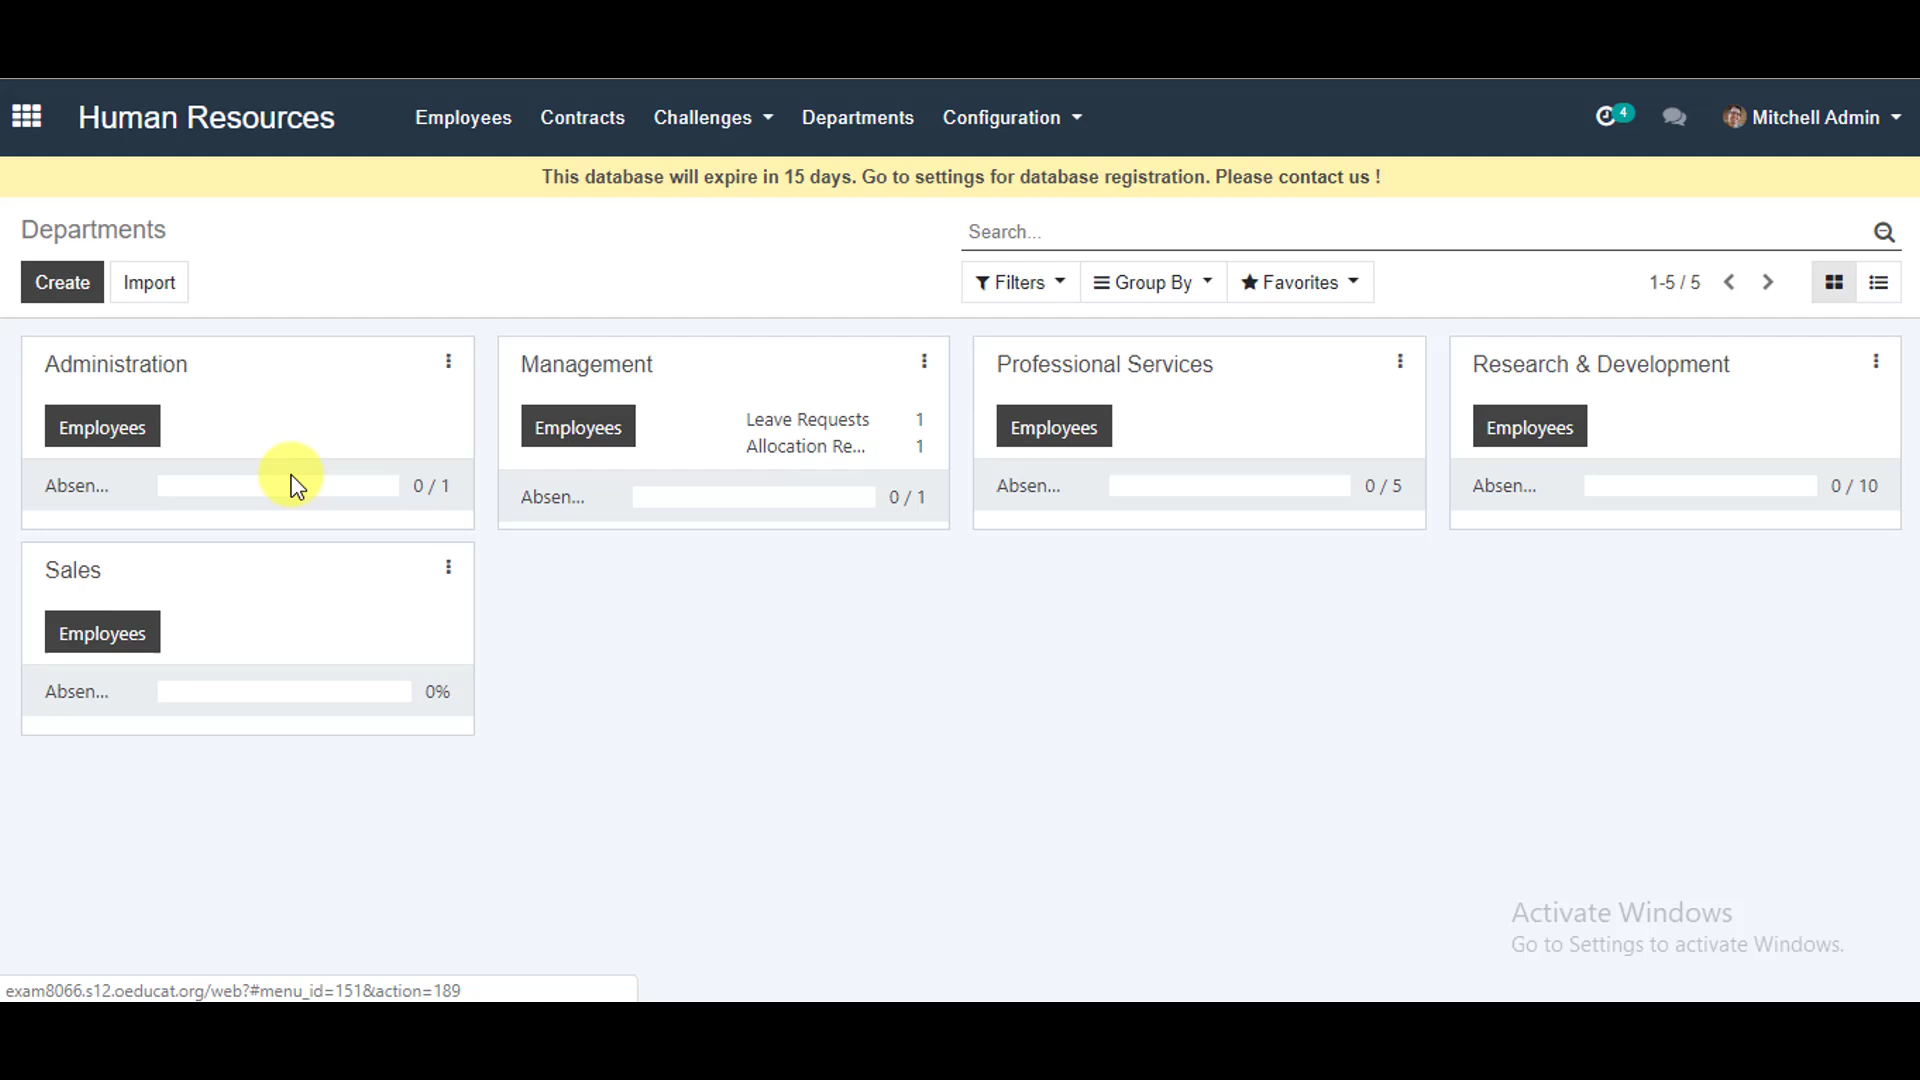 Human Resources
Employees
Contracts
Challenges
Departments
Configuration
4
Mitchell Admin
This database will expire in 15 days. Go to settings for database registration. Please contact us !
Departments
Search...
Create
Import
Filters
Group By
Favorites
1-5 / 5
Administration
Employees
Absen...
0 / 1
Management
Employees
Leave Requests 1
Allocation Re... 1
Absen...
0 / 1
Professional Services
Employees
Absen...
0 / 5
Research & Development
Employees
Absen...
0 / 10
Sales
Employees
Absen...
0%
Activate Windows
Go to Settings to activate Windows.
exam8066.s12.oeducat.org/web?#menu_id=151&action=189